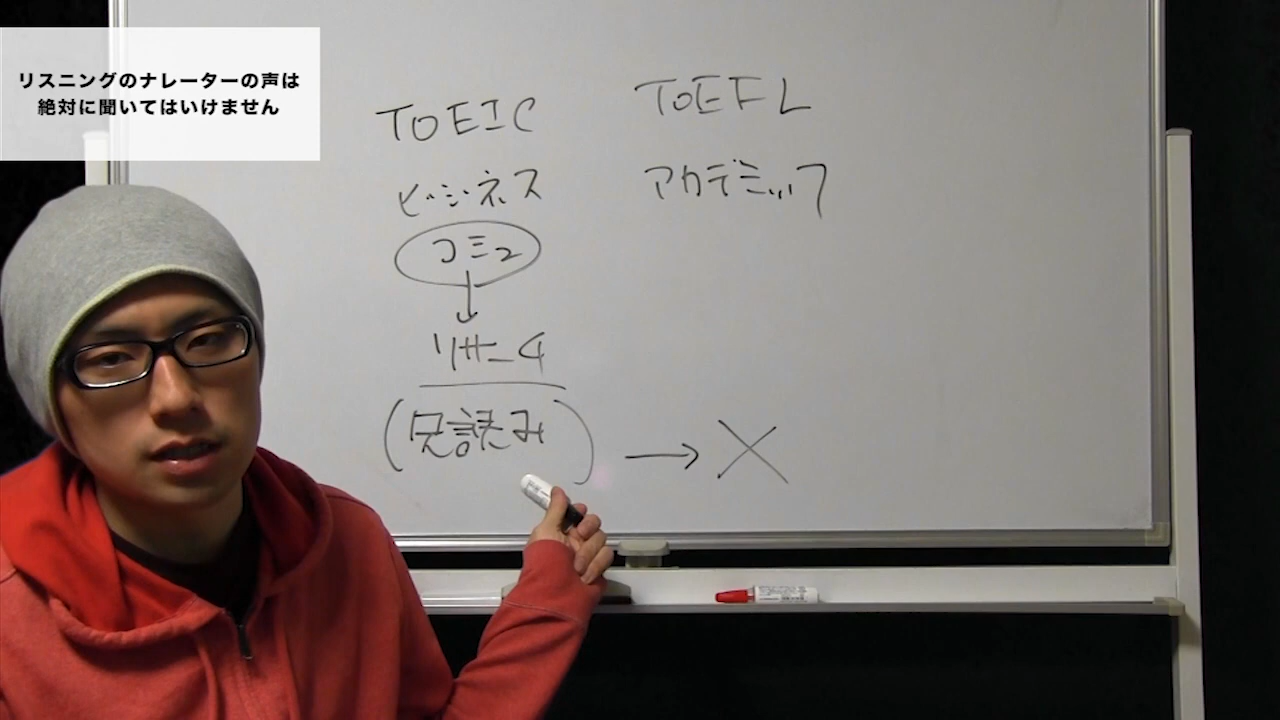 リスニングのナレーターの声は
絶対に聞いてはいけません
TOEIC
ビジネス
コミュ
リサーチ
(先読み) → ×
TOEFL
アカデミック